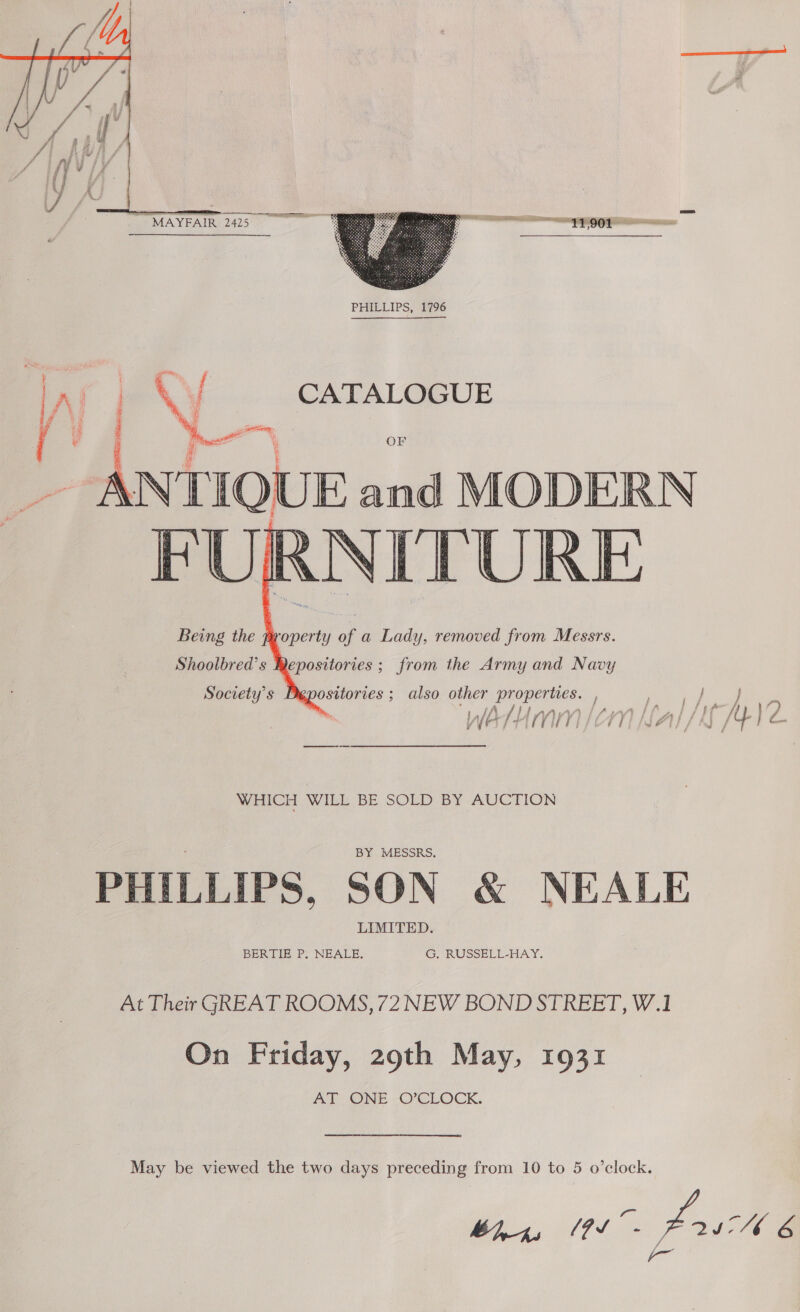 MAYFAIR 2425
11,901
PHILLIPS, 1796
CATALOGUE
OF
ANTIQUE and MODERN
FURNITURE
Being the property of a Lady, removed from Messrs.
Shoolbred's Depositories ; from the Army and Navy
Society's Depositories ; also other properties.
WHICH WILL BE SOLD BY AUCTION
BY MESSRS.
PHILLIPS, SON & NEALE
LIMITED.
BERTIE P. NEALE. G. RUSSELL-HAY.
At Their GREAT ROOMS, 72 NEW BOND STREET, W.1
On Friday, 29th May, 1931
AT ONE O'CLOCK.
May be viewed the two days preceding from 10 to 5 o'clock.